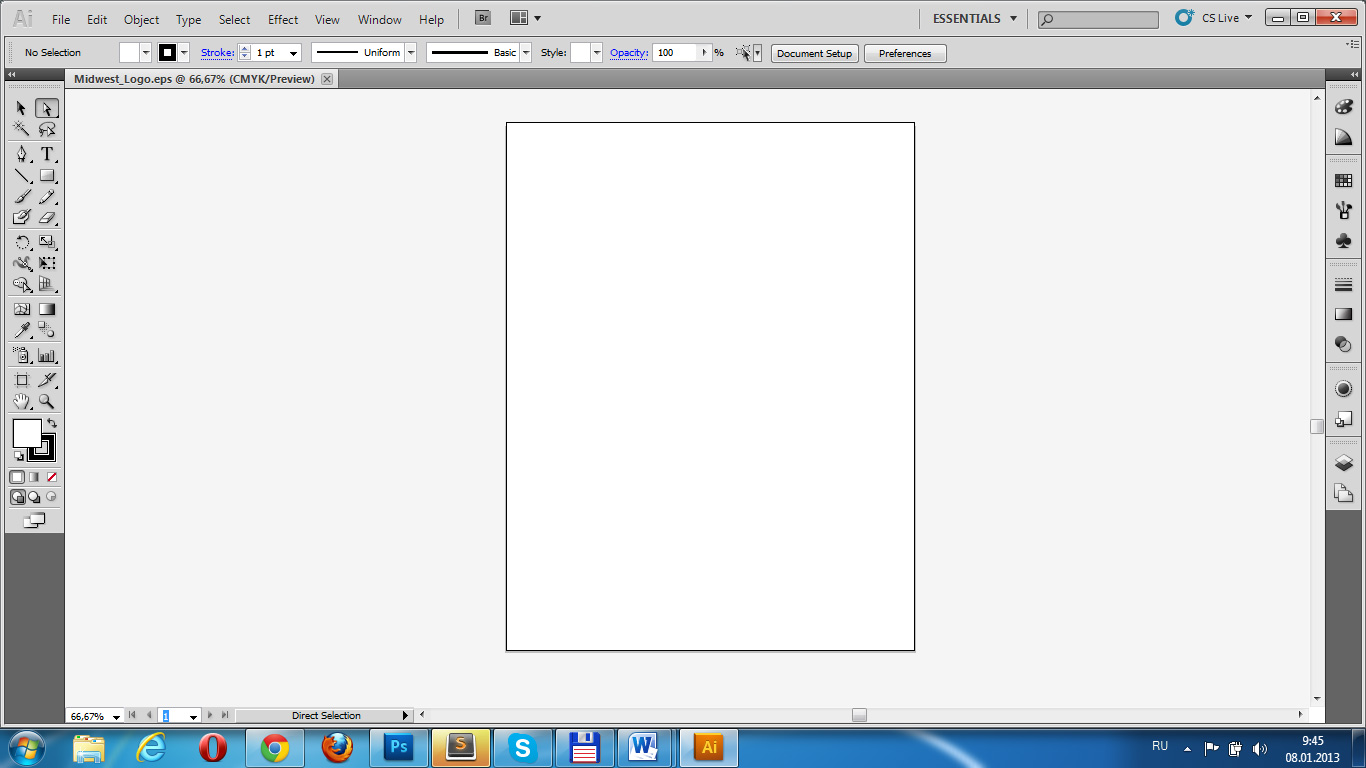 Ai File Edit Object Type Select Effect View Window Help Br ESSENTIALS CS Live
No Selection Stroke: 1 pt Uniform Basic Style: Opacity: 100 % Document Setup Preferences
Midwest_Logo.eps @ 66,67% (CMYK/Preview)
T
66,67% 1 Direct Selection
Ps S S W Ai RU 9:45
08.01.2013